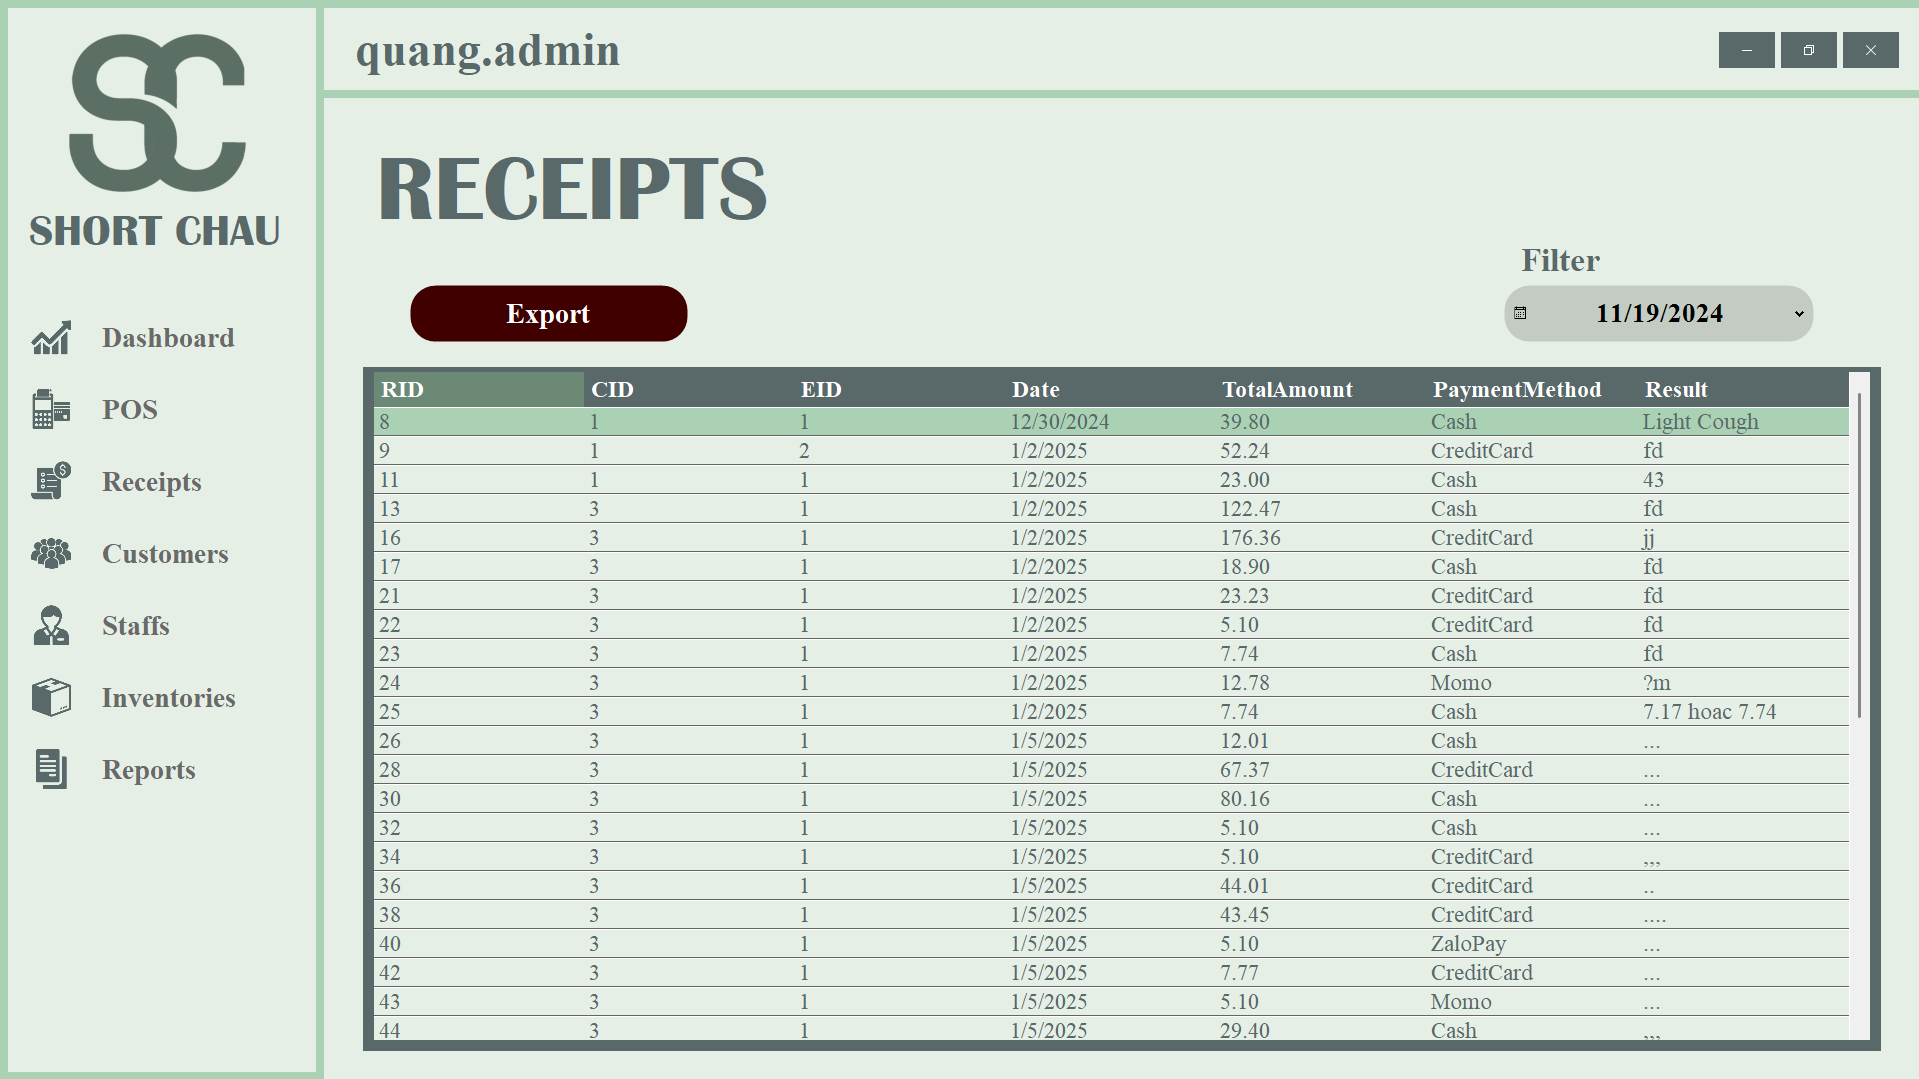 SC
SHORT CHAU
Dashboard
POS
Receipts
Customers
Staffs
Inventories
Reports
quang.admin
RECEIPTS
Filter
Export
11/19/2024
RID CID EID Date TotalAmount PaymentMethod Result
8 1 1 12/30/2024 39.80 Cash Light Cough
9 1 2 1/2/2025 52.24 CreditCard fd
11 1 1 1/2/2025 23.00 Cash 43
13 3 1 1/2/2025 122.47 Cash fd
16 3 1 1/2/2025 176.36 CreditCard jj
17 3 1 1/2/2025 18.90 Cash fd
21 3 1 1/2/2025 23.23 CreditCard fd
22 3 1 1/2/2025 5.10 CreditCard fd
23 3 1 1/2/2025 7.74 Cash fd
24 3 1 1/2/2025 12.78 Momo ?m
25 3 1 1/2/2025 7.74 Cash 7.17 hoac 7.74
26 3 1 1/5/2025 12.01 Cash ...
28 3 1 1/5/2025 67.37 CreditCard ...
30 3 1 1/5/2025 80.16 Cash ...
32 3 1 1/5/2025 5.10 Cash ...
34 3 1 1/5/2025 5.10 CreditCard ,,,
36 3 1 1/5/2025 44.01 CreditCard ..
38 3 1 1/5/2025 43.45 CreditCard ....
40 3 1 1/5/2025 5.10 ZaloPay ...
42 3 1 1/5/2025 7.77 CreditCard ...
43 3 1 1/5/2025 5.10 Momo ...
44 3 1 1/5/2025 29.40 Cash ,,,